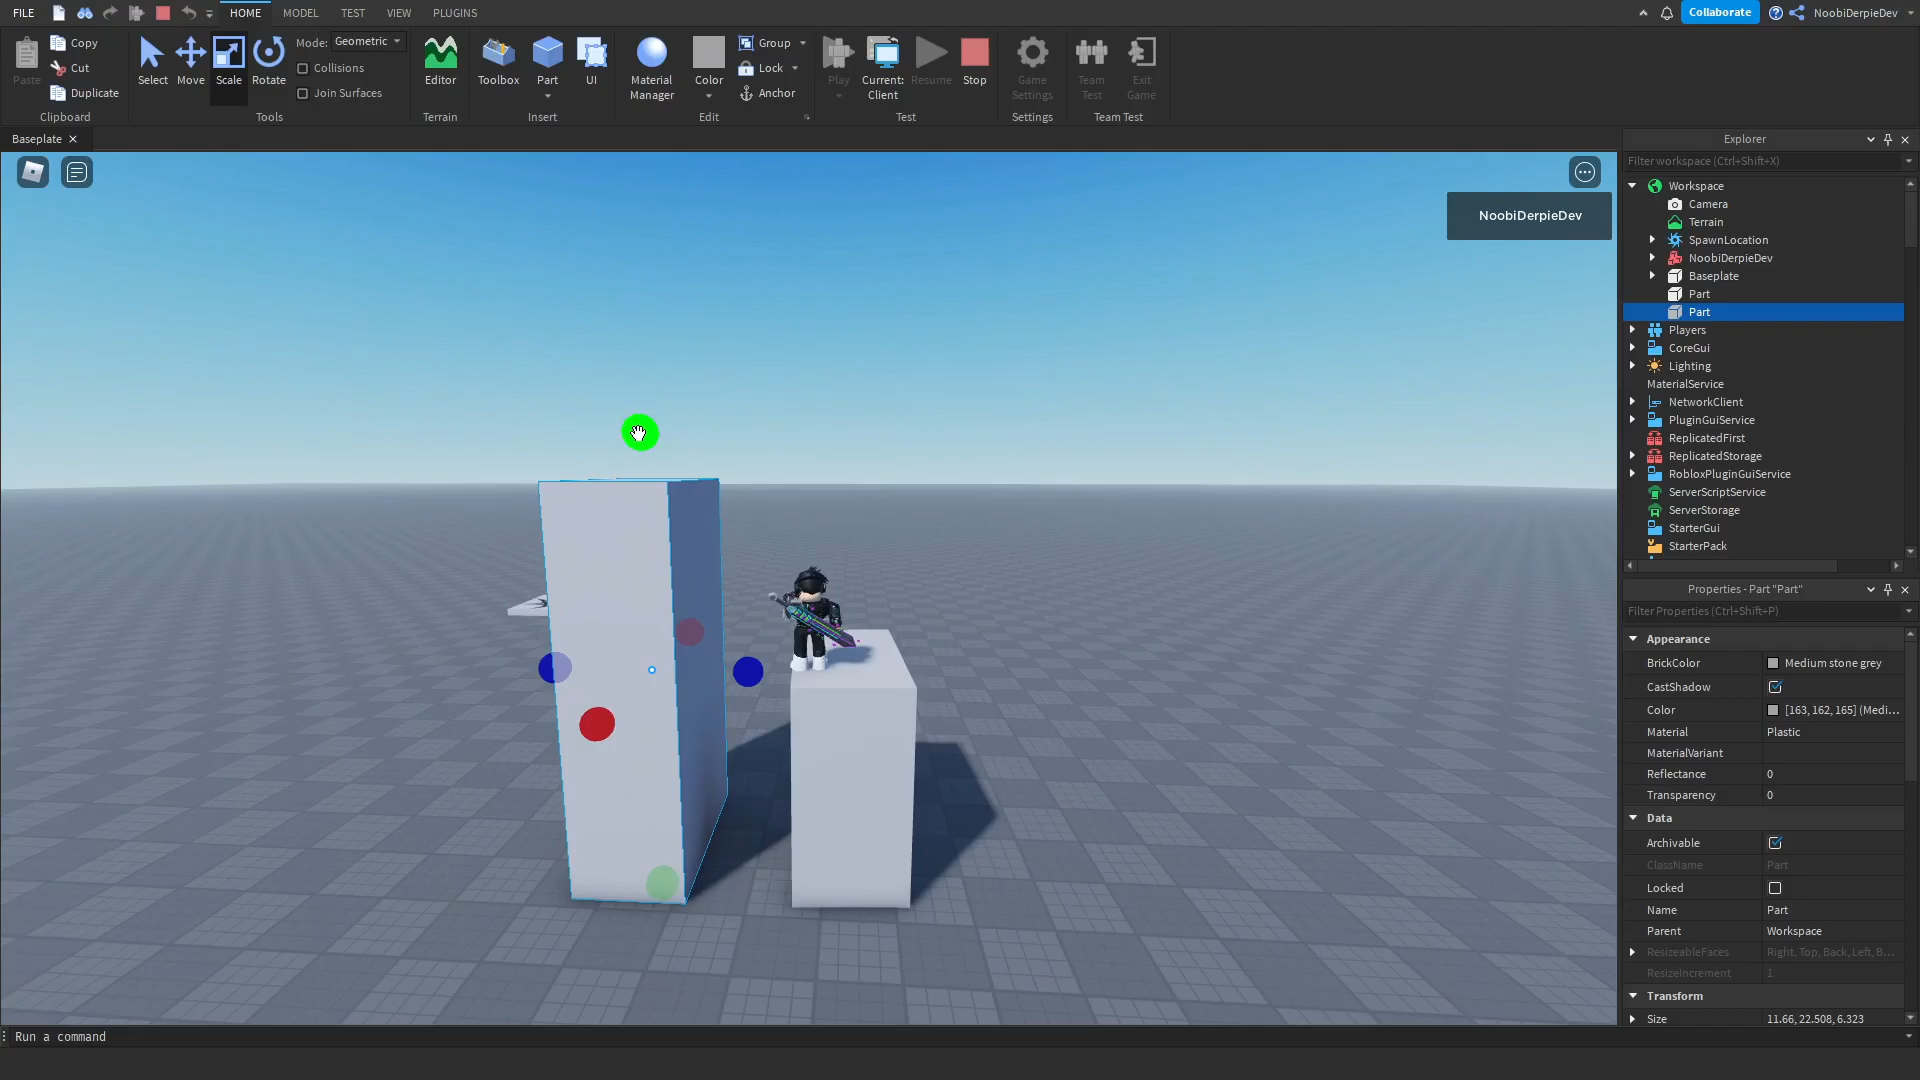 FILE HOME MODEL TEST VIEW PLUGINS Collaborate NoobiDerpieDev
Paste Copy Cut Duplicate
Clipboard
Select Move Scale Rotate
Mode: Geometric
Collisions
Join Surfaces
Tools
Editor
Terrain
Toolbox Part UI
Insert
Material Manager Color Group Lock Anchor
Edit
Play Current: Client Resume Stop
Test
Game Settings
Settings
Team Test Exit Game
Team Test
Baseplate
NoobiDerpieDev
Explorer
Filter workspace (Ctrl+Shift+X)
Workspace
Camera
Terrain
SpawnLocation
NoobiDerpieDev
Baseplate
Part
Part
Players
CoreGui
Lighting
MaterialService
NetworkClient
PluginGuiService
ReplicatedFirst
ReplicatedStorage
RobloxPluginGuiService
ServerScriptService
ServerStorage
StarterGui
StarterPack
Properties - Part "Part"
Filter Properties (Ctrl+Shift+P)
Appearance
BrickColor Medium stone grey
CastShadow
Color [163, 162, 165] (Medi...
Material Plastic
MaterialVariant
Reflectance 0
Transparency 0
Data
Archivable
ClassName Part
Locked
Name Part
Parent Workspace
ResizeableFaces Right, Top, Back, Left, B...
ResizeIncrement 1
Transform
Size 11.66, 22.508, 6.323
Run a command